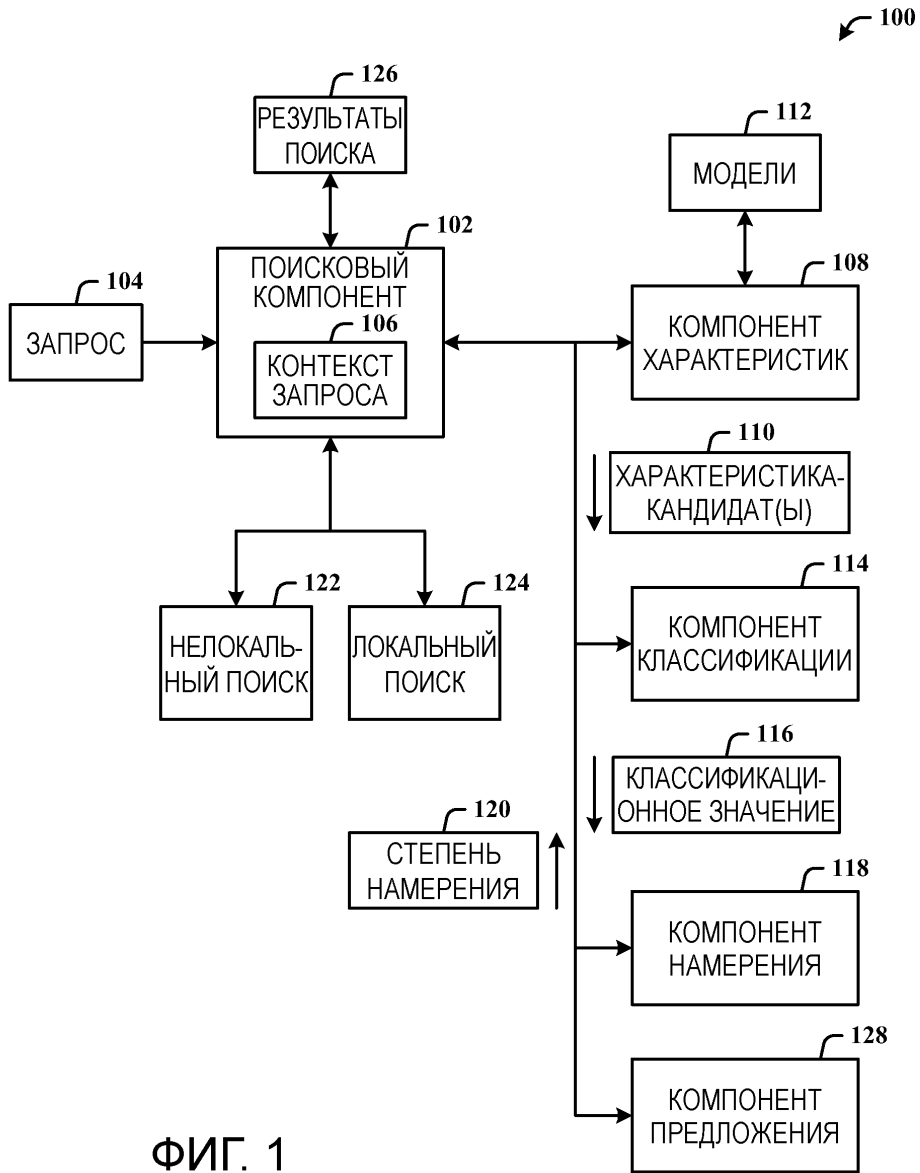 100
126
РЕЗУЛЬТАТЫ
ПОИСКА
112
МОДЕЛИ
102
ПОИСКОВЫЙ
КОМПОНЕНТ
104
ЗАПРОС
106
КОНТЕКСТ
ЗАПРОСА
108
КОМПОНЕНТ
ХАРАКТЕРИСТИК
110
ХАРАКТЕРИСТИКА-
КАНДИДАТ(Ы)
122
НЕЛОКАЛЬ-
НЫЙ ПОИСК
124
ЛОКАЛЬНЫЙ
ПОИСК
114
КОМПОНЕНТ
КЛАССИФИКАЦИИ
116
КЛАССИФИКАЦИ-
ОННОЕ ЗНАЧЕНИЕ
120
СТЕПЕНЬ
НАМЕРЕНИЯ
118
КОМПОНЕНТ
НАМЕРЕНИЯ
128
КОМПОНЕНТ
ПРЕДЛОЖЕНИЯ
ФИГ. 1